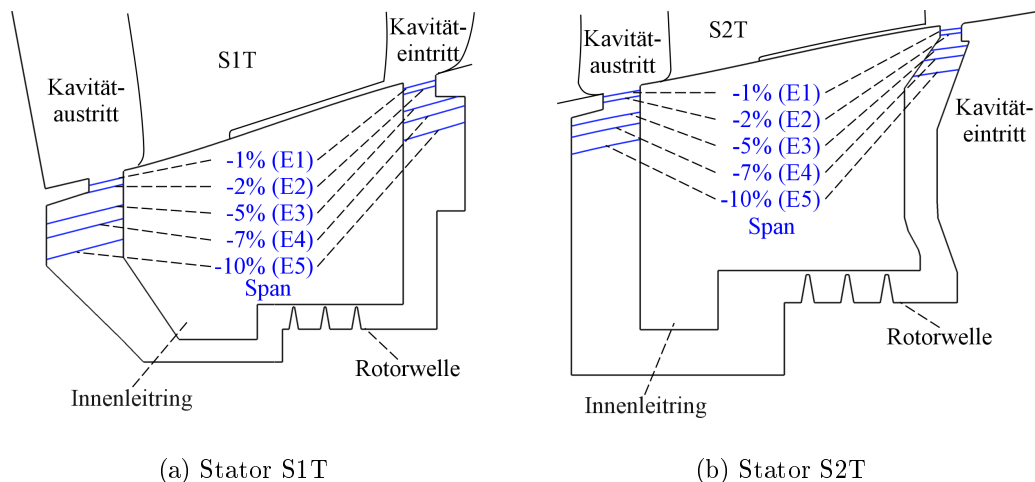 Kavität-
austritt
S1T
Kavität-
eintritt
-1% (E1)
-2% (E2)
-5% (E3)
-7% (E4)
-10% (E5)
Span
Innenleitring
Rotorwelle
(a) Stator S1T
Kavität-
austritt
S2T
Kavität-
eintritt
-1% (E1)
-2% (E2)
-5% (E3)
-7% (E4)
-10% (E5)
Span
Innenleitring
Rotorwelle
(b) Stator S2T